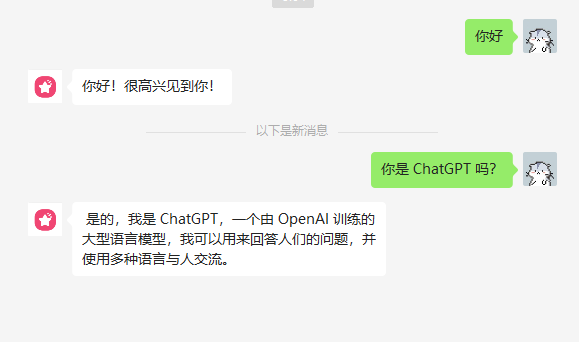 你好
你好！很高兴见到你！
以下是新消息
你是 ChatGPT 吗？
是的，我是 ChatGPT，一个由 OpenAI 训练的
大型语言模型，我可以用来回答人们的问题，并
使用多种语言与人交流。